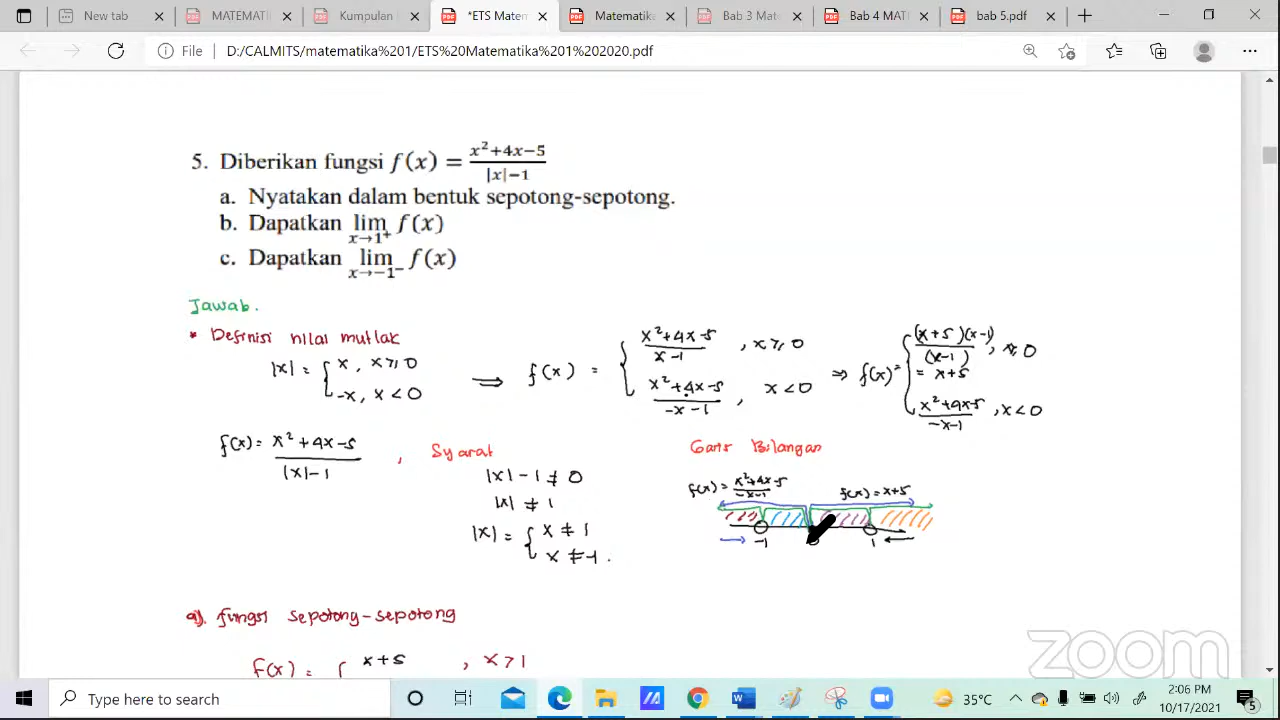 New tab
MATEMATI
Kumpulan
*ETS Matem
Matematika
Bab 3 Mate
Bab 4 MATI
bab 5.pdf
File
D:/CALMITS/matematika%201/ETS%20Matematika%201%202020.pdf
5. Diberikan fungsi f(x) = x²+4x−5 / |x|−1
a. Nyatakan dalam bentuk sepotong-sepotong.
b. Dapatkan lim x→1⁺ f(x)
c. Dapatkan lim x→−1⁻ f(x)
Jawab.
* Definisi nilai mutlak
|x| = { x, x ≥ 0
-x, x < 0
⇒ f(x) = { x²+4x-5 / x-1 , x ≥ 0
x²+4x-5 / -x-1 , x < 0
⇒ f(x) = { (x+5)(x-1) / (x-1) , x ≥ 0
= x+5
x²+4x-5 / -x-1 , x < 0
f(x) = x²+4x-5 / |x|-1 , Syarat
|x| - 1 ≠ 0
|x| ≠ 1
|x| = { x ≠ 1
x ≠ -1 .
Garis Bilangan
f(x) = x²+4x-5 / -x-1
f(x) = x+5
-1
1
a). fungsi sepotong-sepotong
f(x) = { x+5 , x > 1
zoom
Type here to search
35°C
2:06 PM
10/17/2021
5